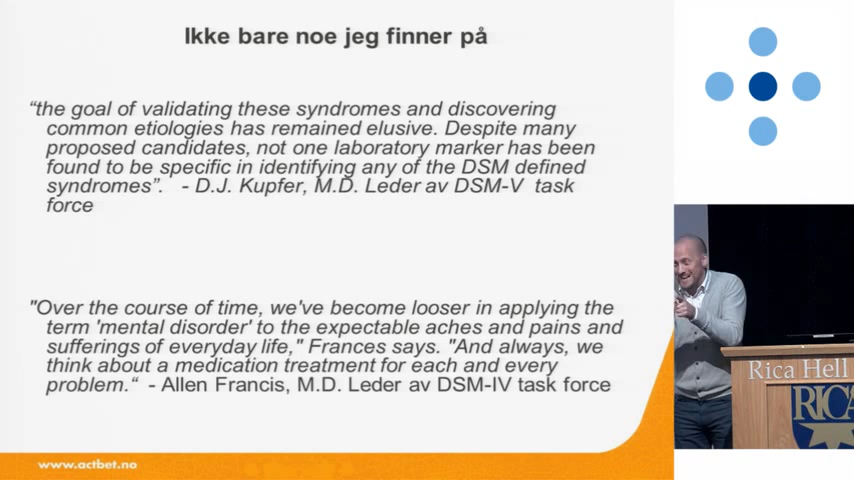 Ikke bare noe jeg finner på
“the goal of validating these syndromes and discovering
common etiologies has remained elusive. Despite many
proposed candidates, not one laboratory marker has been
found to be specific in identifying any of the DSM defined
syndromes”. - D.J. Kupfer, M.D. Leder av DSM-V task
force
"Over the course of time, we've become looser in applying the
term 'mental disorder' to the expectable aches and pains and
sufferings of everyday life," Frances says. "And always, we
think about a medication treatment for each and every
problem.“ - Allen Francis, M.D. Leder av DSM-IV task force
www.actbet.no
Rica Hell
RICA